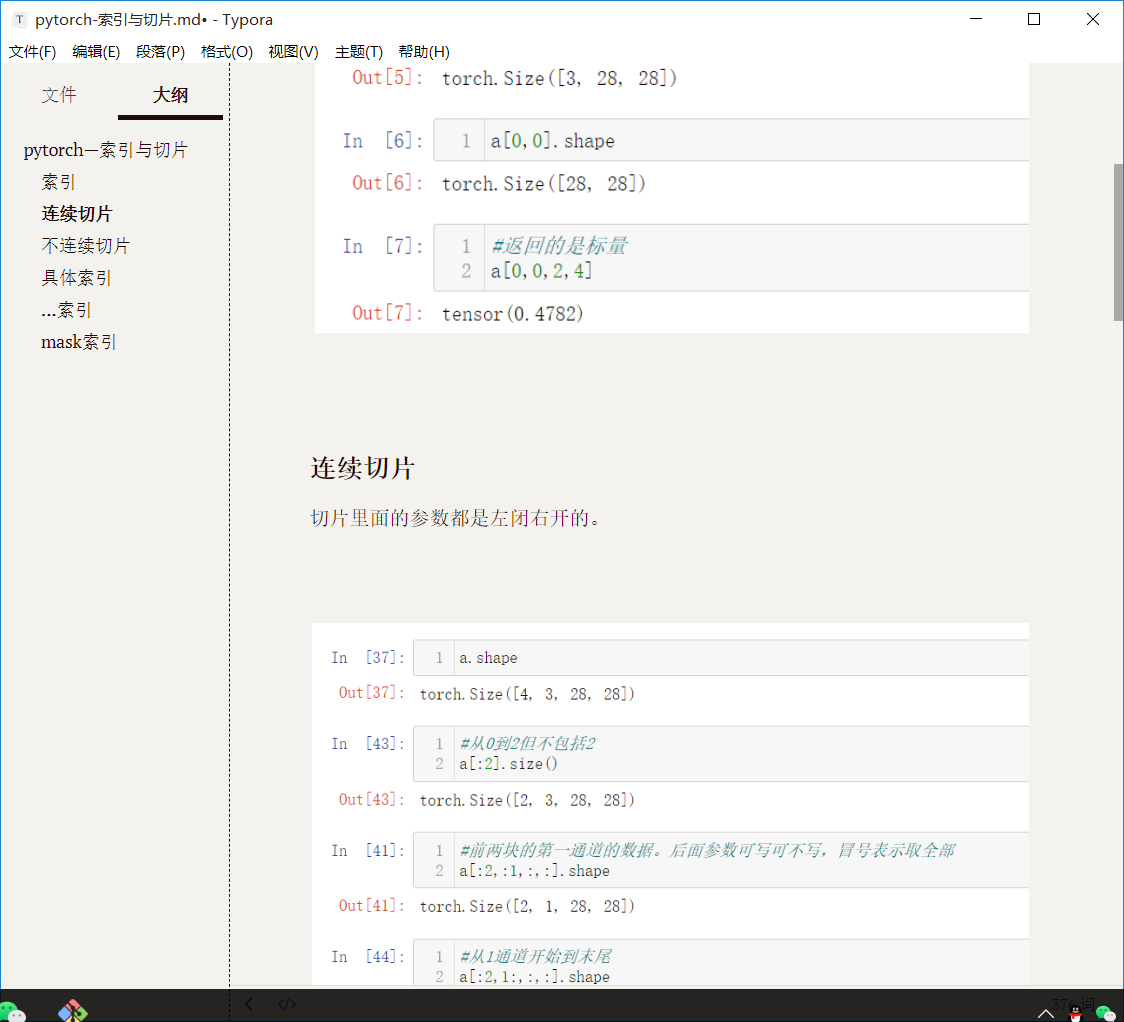 pytorch-索引与切片.md• - Typora
文件(F) 编辑(E) 段落(P) 格式(O) 视图(V) 主题(T) 帮助(H)
文件 大纲
pytorch—索引与切片
索引
连续切片
不连续切片
具体索引
...索引
mask索引
Out[5]: torch.Size([3, 28, 28])
In [6]: 1 a[0,0].shape
Out[6]: torch.Size([28, 28])
In [7]: 1 #返回的是标量
2 a[0,0,2,4]
Out[7]: tensor(0.4782)
连续切片
切片里面的参数都是左闭右开的。
In [37]: 1 a.shape
Out[37]: torch.Size([4, 3, 28, 28])
In [43]: 1 #从0到2但不包括2
2 a[:2].size()
Out[43]: torch.Size([2, 3, 28, 28])
In [41]: 1 #前两块的第一通道的数据。后面参数可写可不写，冒号表示取全部
2 a[:2,:1,:,:].shape
Out[41]: torch.Size([2, 1, 28, 28])
In [44]: 1 #从1通道开始到末尾
2 a[:2,1:,:,:].shape